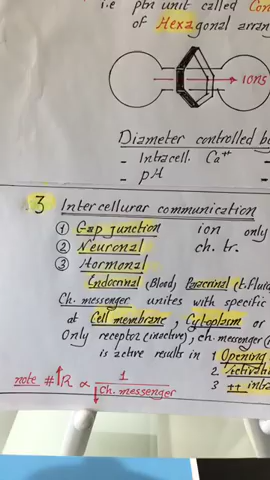 i.e pbn unit called Con
of Hexagonal arran
IONS
Diameter controlled b
- Intracell. Ca++
- pH
3 Intercellurar communication
① Gap junction ion only
② Neuronal ch. tr.
③ Hormonal
Endocrinal (Blood) Paracrinal (t.Fluid
Ch. messenger unites with specific
at Cell membrane, Cytoplasm or
Only receptor (inactive), ch. messenger (
is active results in 1 Opening
2 Activati
3 ++ intra
note #↑R ∝ 1
↓ Ch. messenger